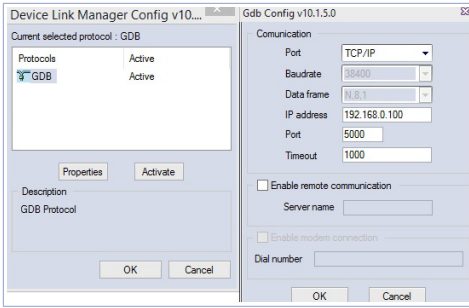 Device Link Manager Config v10....
Current selected protocol : GDB
Protocols Active
GDB Active
Properties Activate
Description
GDB Protocol
OK Cancel
Gdb Config v10.1.5.0
Comunication
Port TCP/IP
Baudrate 38400
Data frame N,8,1
IP address 192.168.0.100
Port 5000
Timeout 1000
Enable remote communication
Server name
Enable modem connection
Dial number
OK Cancel